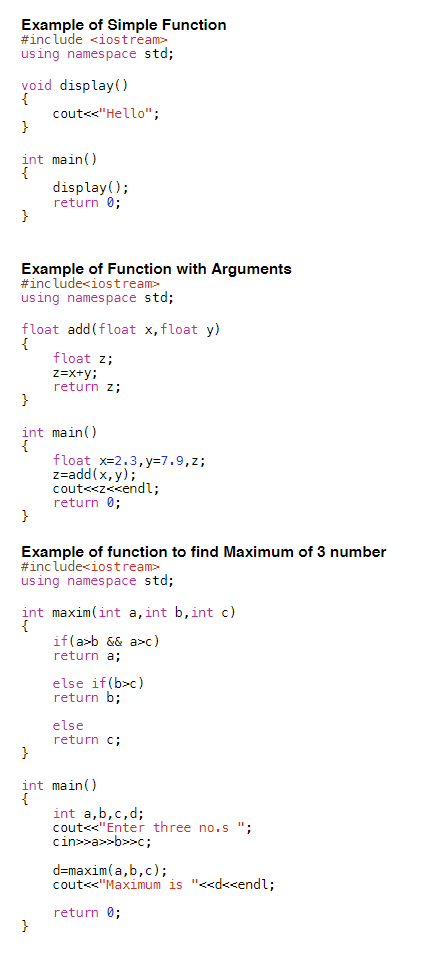 Example of Simple Function
#include <iostream>
using namespace std;
void display()
{
    cout<<"Hello";
}
int main()
{
    display();
    return 0;
}
Example of Function with Arguments
#include<iostream>
using namespace std;
float add(float x,float y)
{
    float z;
    z=x+y;
    return z;
}
int main()
{
    float x=2.3,y=7.9,z;
    z=add(x,y);
    cout<<z<<endl;
    return 0;
}
Example of function to find Maximum of 3 number
#include<iostream>
using namespace std;
int maxim(int a,int b,int c)
{
    if(a>b && a>c)
    return a;
    else if(b>c)
    return b;
    else
    return c;
}
int main()
{
    int a,b,c,d;
    cout<<"Enter three no.s ";
    cin>>a>>b>>c;
    d=maxim(a,b,c);
    cout<<"Maximum is "<<d<<endl;
    return 0;
}